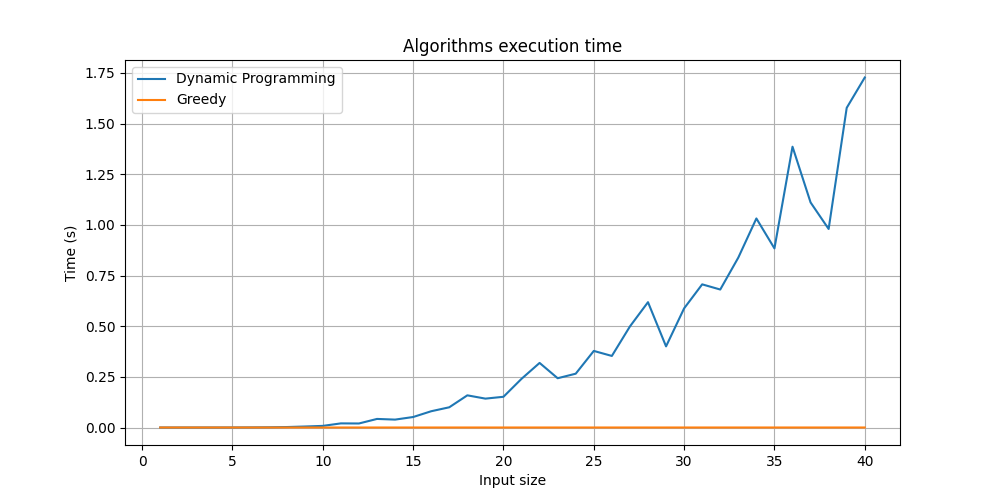 Algorithms execution time
Dynamic Programming
Greedy
1.75
1.50
1.25
1.00
0.75
0.50
0.25
0.00
Time (s)
0 5 10 15 20 25 30 35 40
Input size